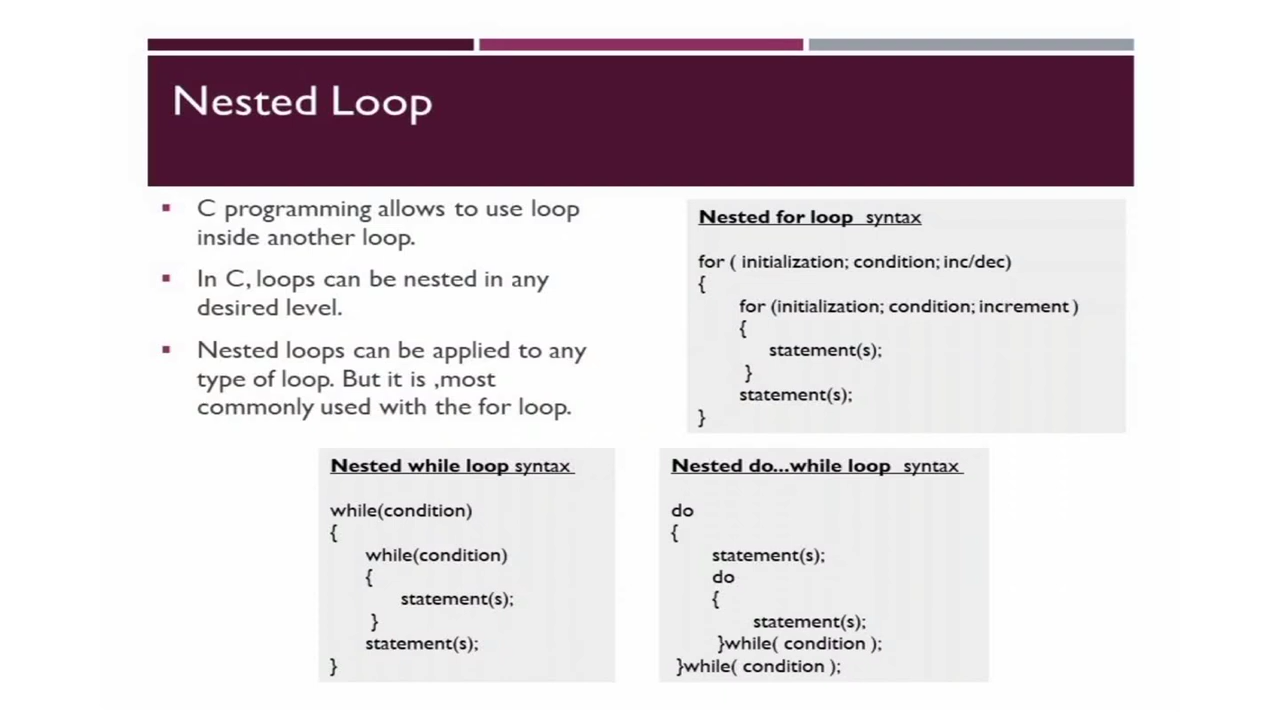 Nested Loop
C programming allows to use loop
inside another loop.
In C, loops can be nested in any
desired level.
Nested loops can be applied to any
type of loop. But it is ,most
commonly used with the for loop.
Nested for loop syntax
for ( initialization; condition; inc/dec)
{
for (initialization; condition; increment )
{
statement(s);
}
statement(s);
}
Nested while loop syntax
while(condition)
{
while(condition)
{
statement(s);
}
statement(s);
}
Nested do...while loop syntax
do
{
statement(s);
do
{
statement(s);
}while( condition );
}while( condition );